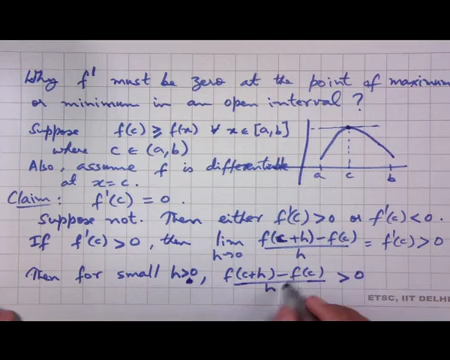 Why f' must be zero at the point of maximum
or minimum in an open interval ?
Suppose f(c) ≥ f(x) ∀ x ∈ [a,b]
where c ∈ (a,b)
Also, assume f is differentiable
at x=c.
a c b
Claim: f'(c) = 0.
Suppose not. Then either f'(c) > 0 or f'(c) < 0.
If f'(c) > 0, then lim h→0 (f(c+h) - f(c))/h = f'(c) > 0
Then for small h>0, (f(c+h) - f(c))/h > 0
ETSC, IIT DELHI